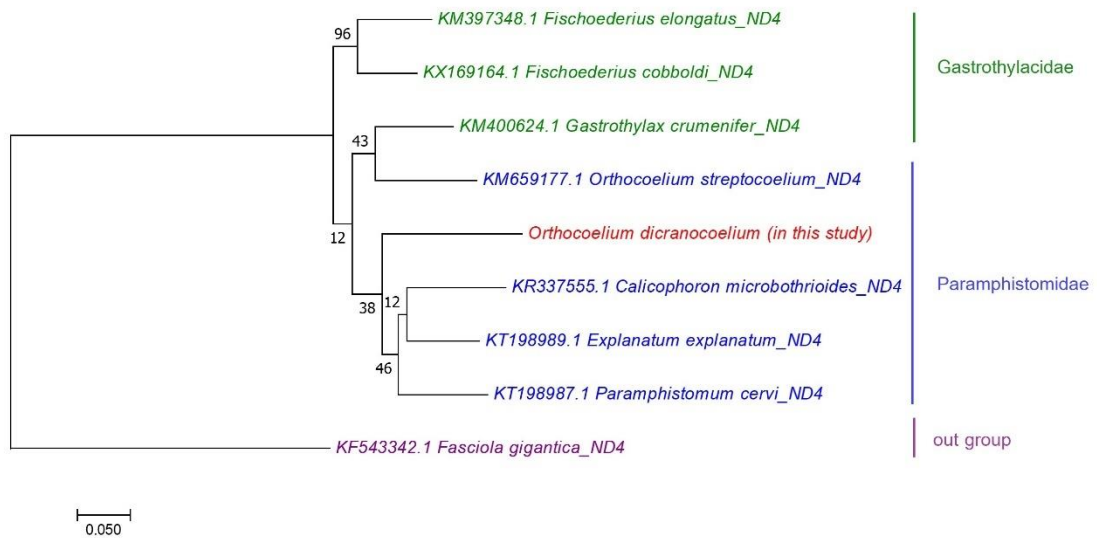 KM397348.1 Fischoederius elongatus_ND4
96
Gastrothylacidae
KX169164.1 Fischoederius cobboldi_ND4
KM400624.1 Gastrothylax crumenifer_ND4
43
KM659177.1 Orthocoelium streptocoelium_ND4
12
Orthocoelium dicranocoelium (in this study)
KR337555.1 Calicophoron microbothrioides_ND4
Paramphistomidae
38
12
KT198989.1 Explanatum explanatum_ND4
46
KT198987.1 Paramphistomum cervi_ND4
KF543342.1 Fasciola gigantica_ND4
out group
0.050